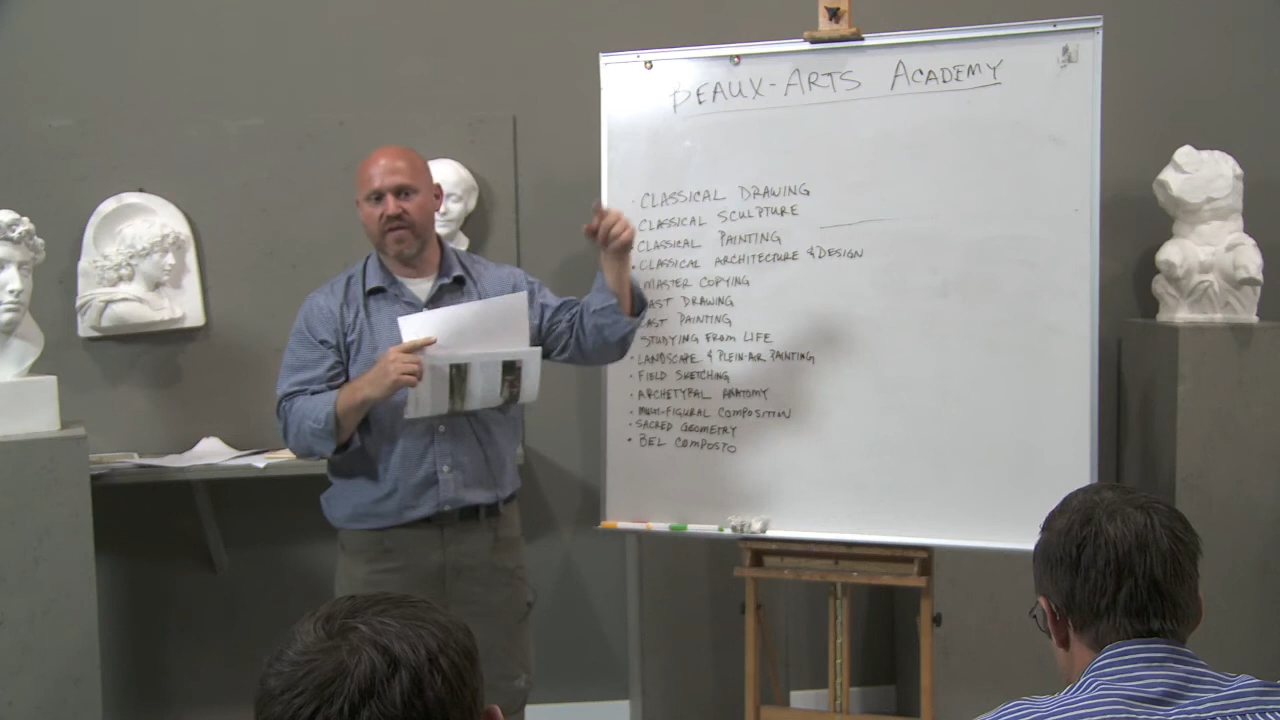 BEAUX-ARTS ACADEMY
· CLASSICAL DRAWING
CLASSICAL SCULPTURE
· CLASSICAL PAINTING
· CLASSICAL ARCHITECTURE & DESIGN
MASTER COPYING
CAST DRAWING
CAST PAINTING
STUDYING FROM LIFE
· LANDSCAPE & PLEIN-AIR PAINTING
· FIELD SKETCHING
· ARCHETYPAL ANATOMY
· MULTI-FIGURAL COMPOSITION
· SACRED GEOMETRY
· BEL COMPOSTO